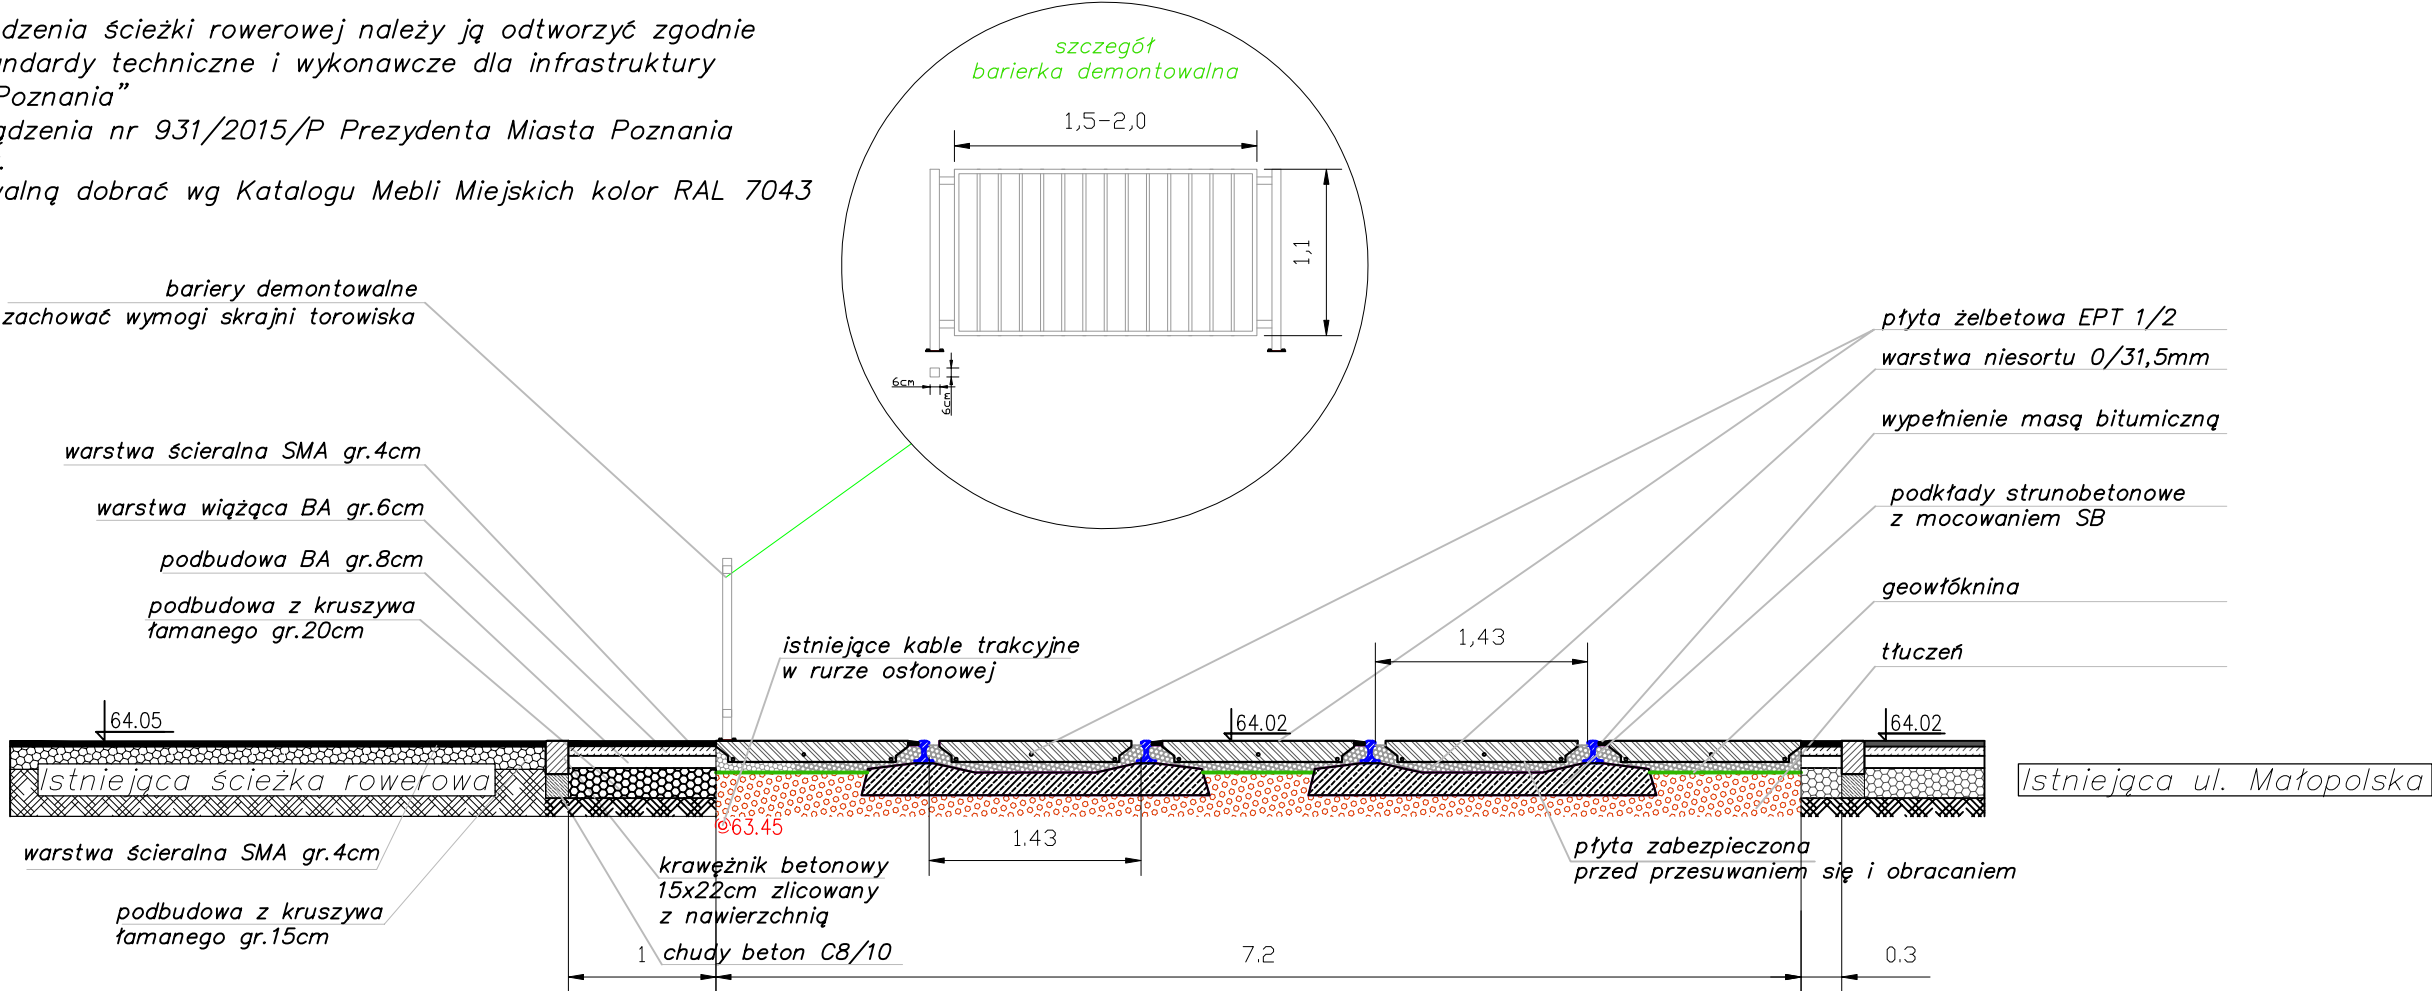 dzenia ścieżki rowerowej należy ją odtworzyć zgodnie
ndardy techniczne i wykonawcze dla infrastruktury
Poznania”
ądzenia nr 931/2015/P Prezydenta Miasta Poznania
walną dobrać wg Katalogu Mebli Miejskich kolor RAL 7043
szczegół
barierka demontowalna
1,5-2,0
1,1
6cm
6cm
bariery demontowalne
zachować wymogi skrajni torowiska
warstwa ścieralna SMA gr.4cm
warstwa wiążąca BA gr.6cm
podbudowa BA gr.8cm
podbudowa z kruszywa
łamanego gr.20cm
istniejące kable trakcyjne
w rurze osłonowej
płyta żelbetowa EPT 1/2
warstwa niesortu 0/31,5mm
wypełnienie masą bitumiczną
podkłady strunobetonowe
z mocowaniem SB
geowłóknina
tłuczeń
1,43
64.05
64.02
64.02
Istniejąca ścieżka rowerowa
Istniejąca ul. Małopolska
63.45
1.43
warstwa ścieralna SMA gr.4cm
podbudowa z kruszywa
łamanego gr.15cm
krawężnik betonowy
15x22cm zlicowany
z nawierzchnią
chudy beton C8/10
płyta zabezpieczona
przed przesuwaniem się i obracaniem
1
7.2
0.3